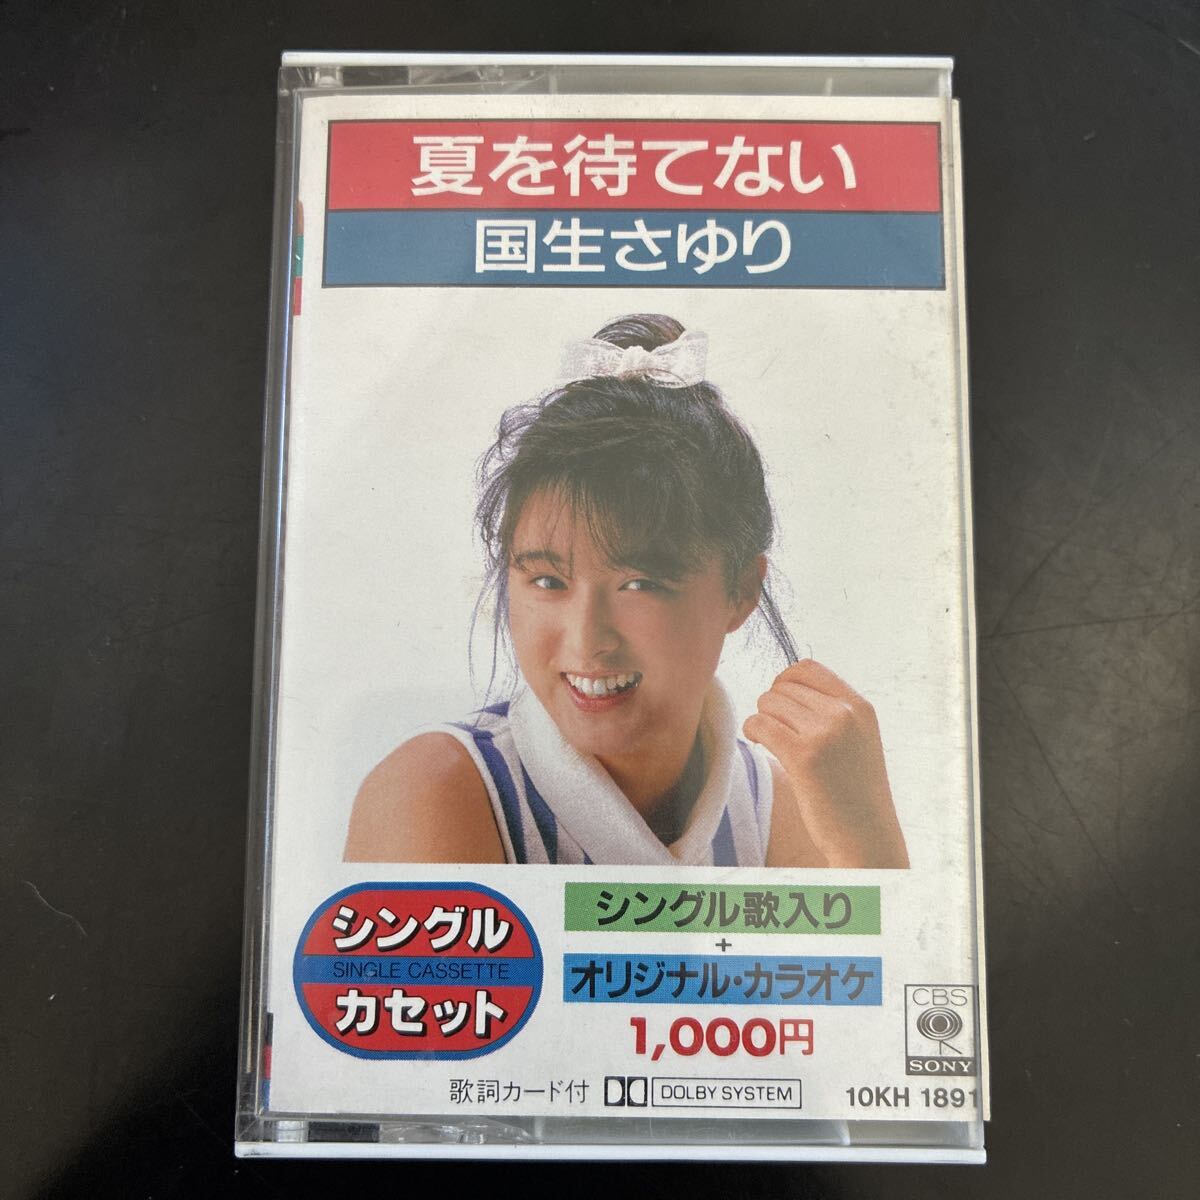 夏を待てない
国生さゆり
シングル
SINGLE CASSETTE
カセット
シングル歌入り
+
オリジナル・カラオケ
1,000円
CBS
SONY
歌詞カード付
DOLBY SYSTEM
10KH 1891